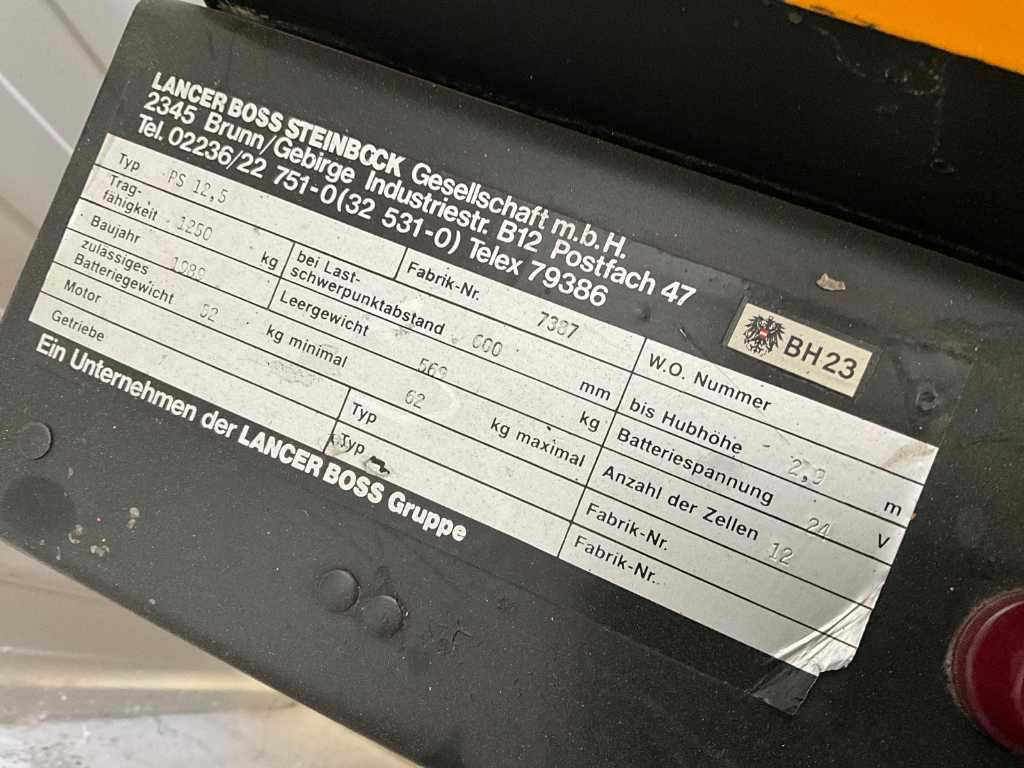 LANCER BOSS STEINBOCK Gesellschaft m.b.H.
2345 Brunn/Gebirge Industriestr. B12 Postfach 47
Tel. 02236/22 751-0 (32 531-0) Telex 79386
BH 23
Typ PS 12,5 Fabrik-Nr. 7387 W.O. Nummer
Trag-
fähigkeit 1250 kg bei Last-
schwerpunktabstand 600 mm bis Hubhöhe 2,9 m
Baujahr 1989 Leergewicht 569 kg Batteriespannung 24 V
zulässiges
Batteriegewicht 52 kg minimal 62 kg maximal Anzahl der Zellen 12
Motor Typ Fabrik-Nr.
Getriebe Typ Fabrik-Nr.
Ein Unternehmen der LANCER BOSS Gruppe